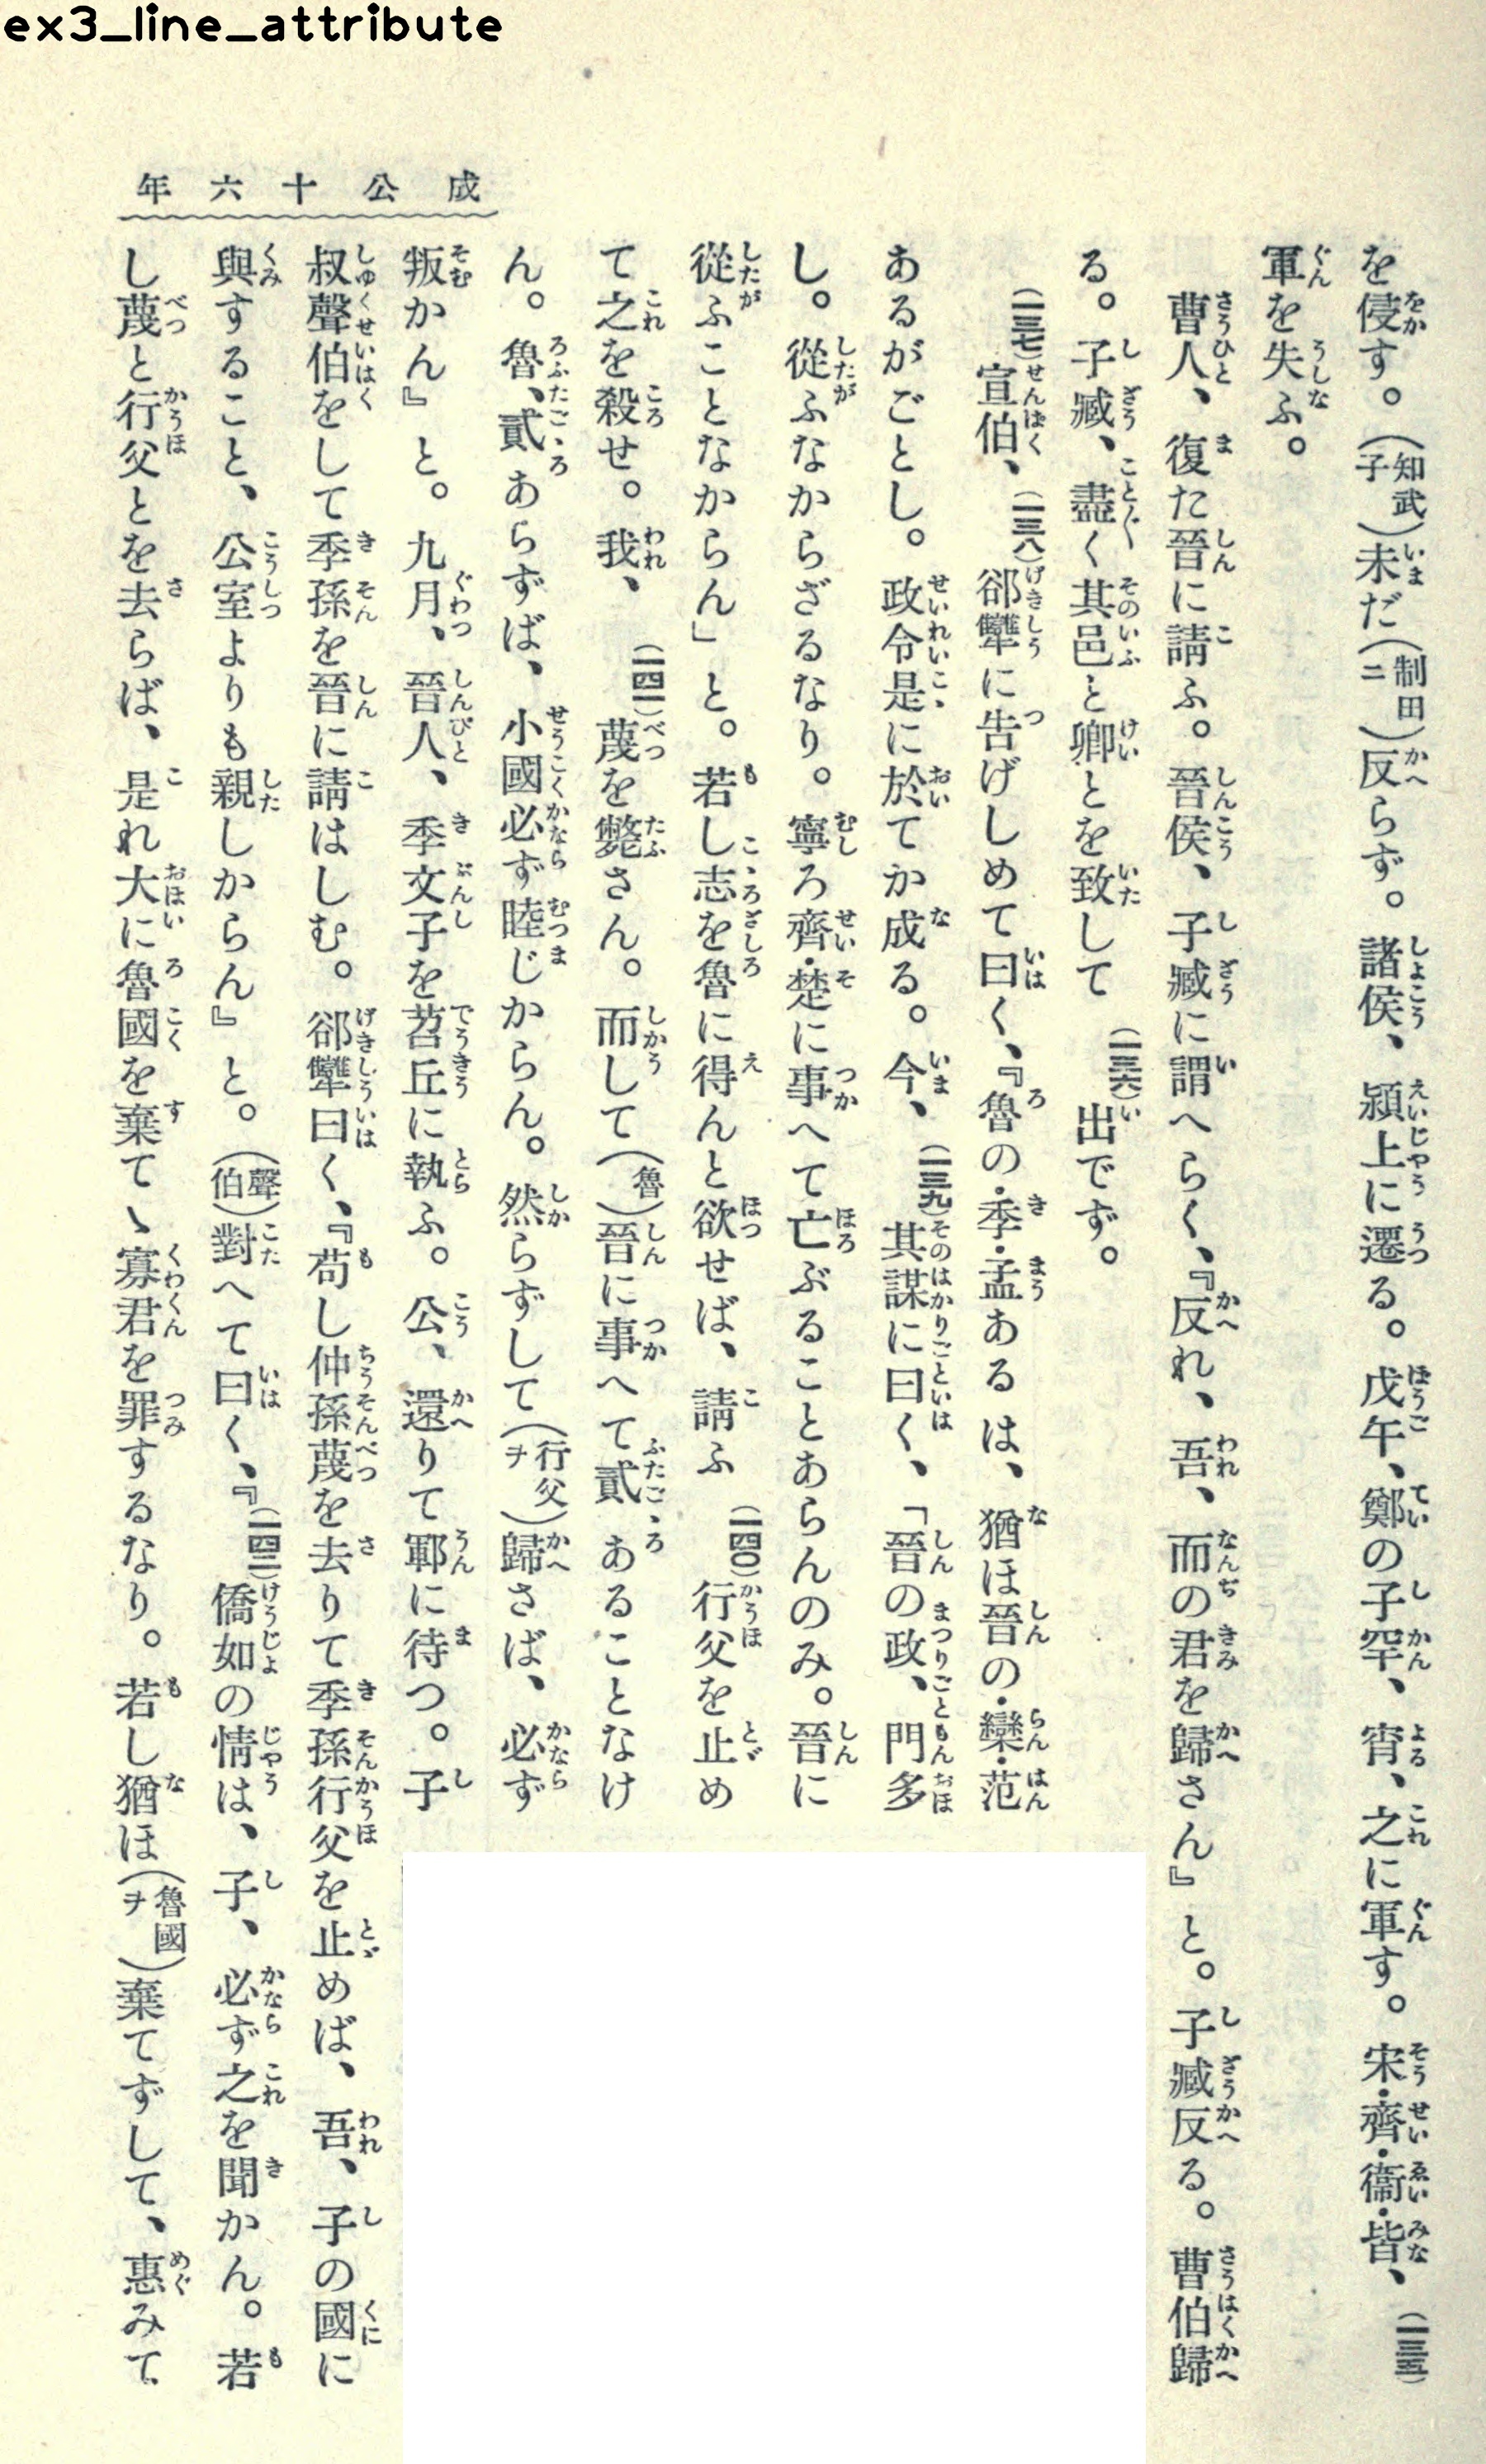 ex3_line_attribute
成公十六年
を侵す。（知武子）未だ（制田ニ）反らず。諸侯、潁上に遷る。戊午、鄭の子罕、宵、之に軍す。宋・齊・衞・皆、（一三五）
軍を失ふ。
曹人、復た晉に請ふ。晉侯、子臧に謂へらく、『反れ、吾、而の君を歸さん』と。子臧反る。曹伯歸
る。子臧、盡く其邑と卿とを致して（一三六）出でず。
（一三七）宣伯、（一三八）郤犫に告げしめて曰く、『魯の・季・孟あるは、猶ほ晉の・欒・范
あるがごとし。政令是に於てか成る。今、（一三九）其謀に曰く、「晉の政、門多
し。從ふなからざるなり。寧ろ齊・楚に事へて亡ぶることあらんのみ。晉に
從ふことなからん」と。若し志を魯に得んと欲せば、請ふ（一四〇）行父を止め
て之を殺せ。我、（一四一）蔑を斃さん。而して（魯）晉に事へて貳あることなけ
ん。魯、貳あらずば、小國必ず睦じからん。然らずして（行父ヲ）歸さば、必ず
叛かん』と。九月、晉人、季文子を苕丘に執ふ。公、還りて鄆に待つ。子
叔聲伯をして季孫を晉に請はしむ。郤犫曰く、『苟し仲孫蔑を去りて季孫行父を止めば、吾、子の國に
與すること、公室よりも親しからん』と。（聲伯）對へて曰く、『（一四二）僑如の情は、子、必ず之を聞かん。若
し蔑と行父とを去らば、是れ大に魯國を棄てゝ寡君を罪するなり。若し猶ほ（魯國ヲ）棄てずして、惠みて